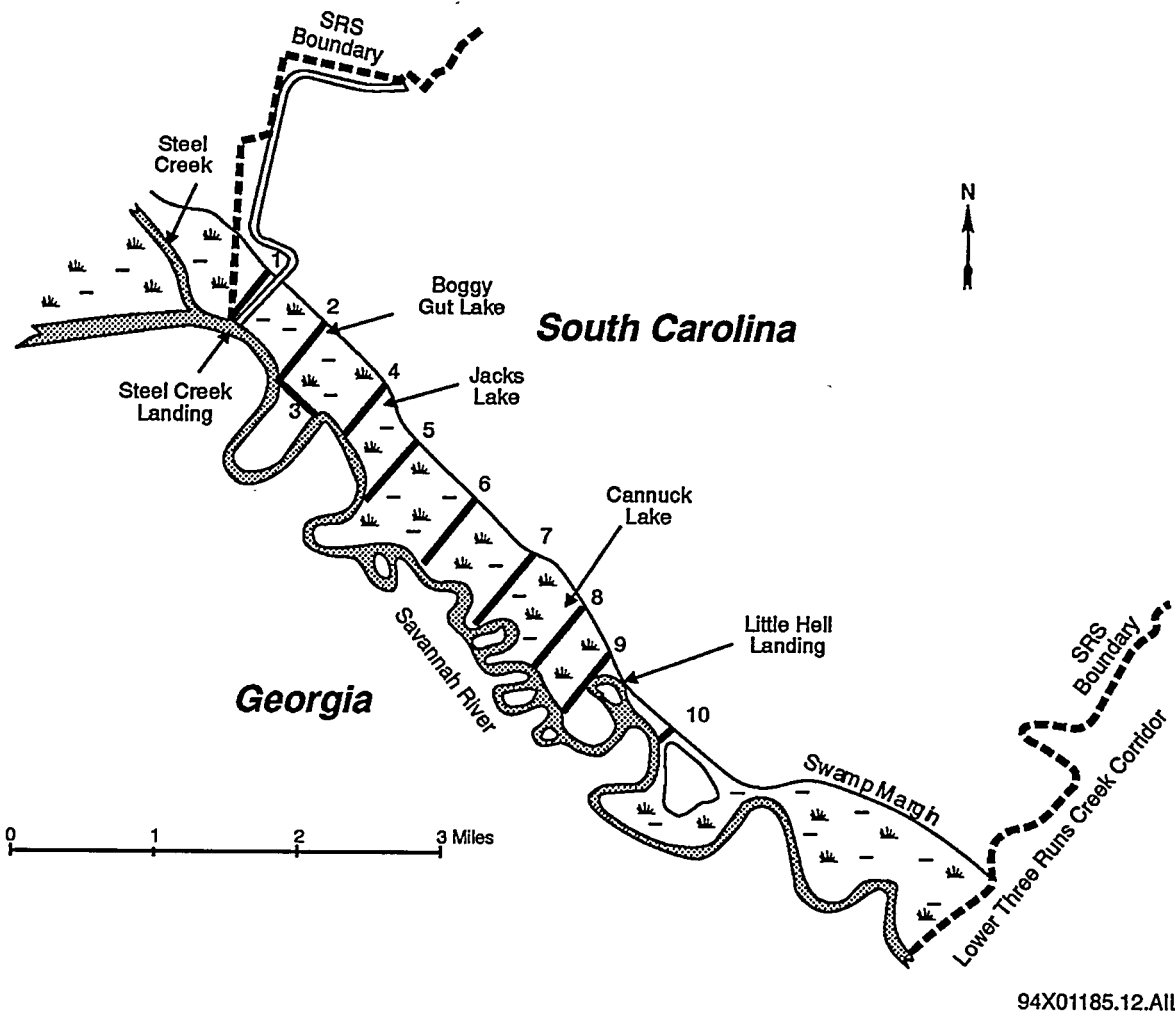 SRS
Boundary
Steel
Creek
N
1
2
Boggy
Gut Lake
South Carolina
4
Jacks
Lake
Steel Creek
Landing
3
5
6
Cannuck
Lake
7
8
9
Little Hell
Landing
Savannah River
Georgia
10
SRS
Boundary
Swamp Margin
Lower Three Runs Creek Corridor
0 1 2 3 Miles
94X01185.12.AIL